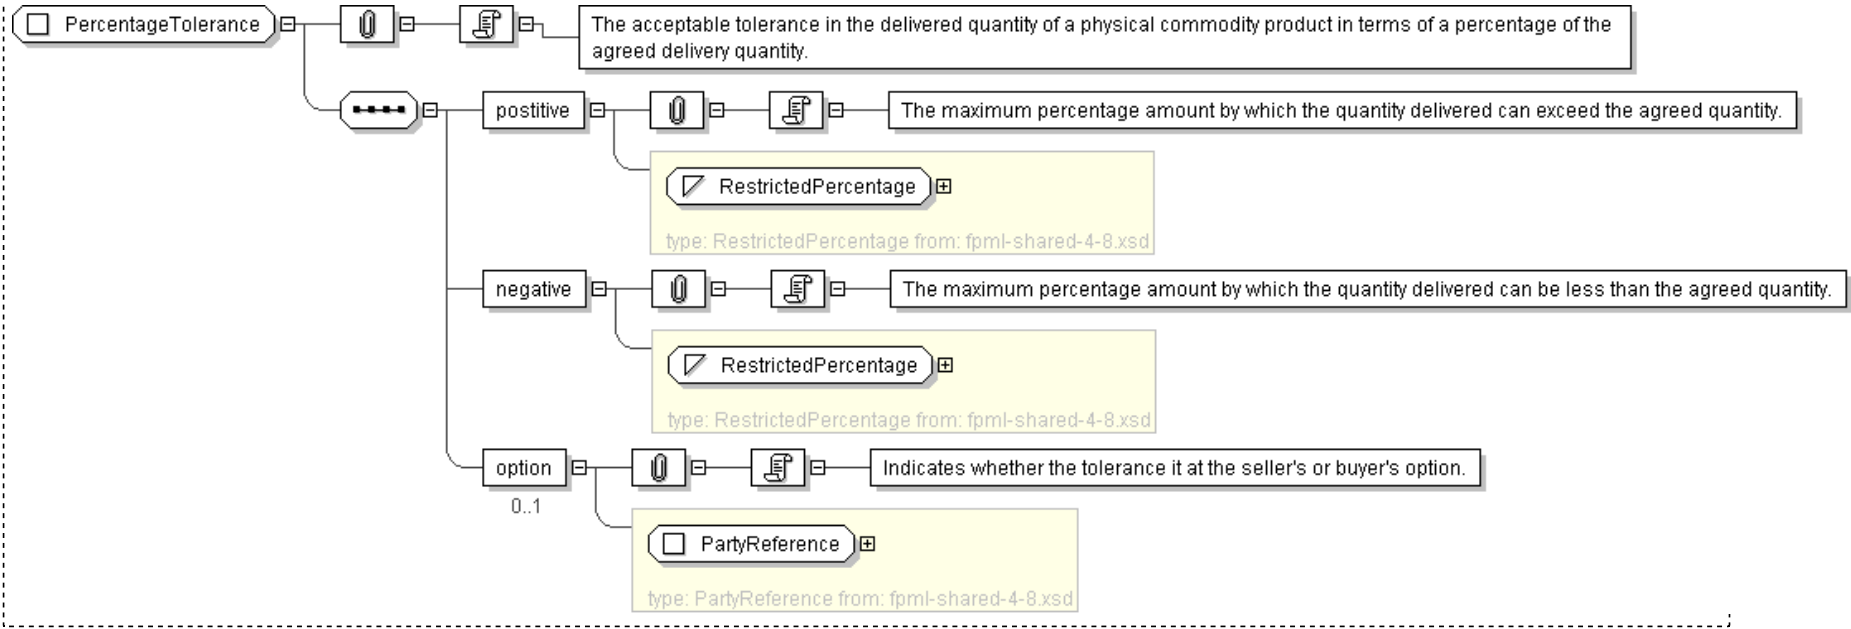 PercentageTolerance
The acceptable tolerance in the delivered quantity of a physical commodity product in terms of a percentage of the
agreed delivery quantity.
postitive
The maximum percentage amount by which the quantity delivered can exceed the agreed quantity.
RestrictedPercentage
type: RestrictedPercentage from: fpml-shared-4-8.xsd
negative
The maximum percentage amount by which the quantity delivered can be less than the agreed quantity.
RestrictedPercentage
type: RestrictedPercentage from: fpml-shared-4-8.xsd
option
Indicates whether the tolerance it at the seller's or buyer's option.
0..1
PartyReference
type: PartyReference from: fpml-shared-4-8.xsd